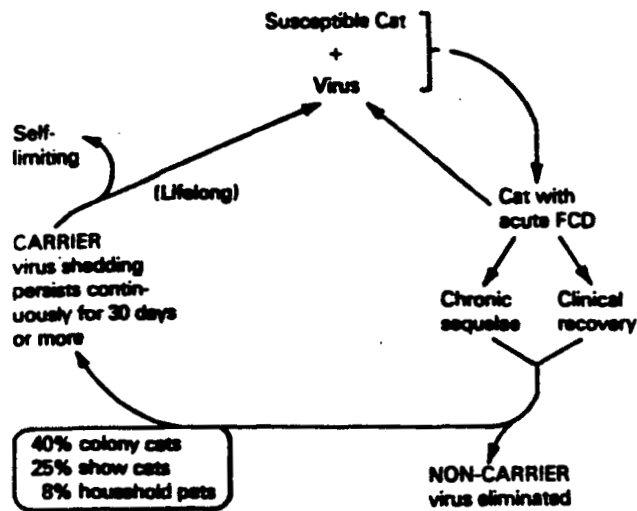 Susceptible Cat
+
Virus
Self-
limiting
(Lifelong)
Cat with
acute FCD
CARRIER
virus shedding
persists contin-
uously for 30 days
or more
Chronic
sequelae
Clinical
recovery
40% colony cats
25% show cats
8% household pets
NON-CARRIER
virus eliminated